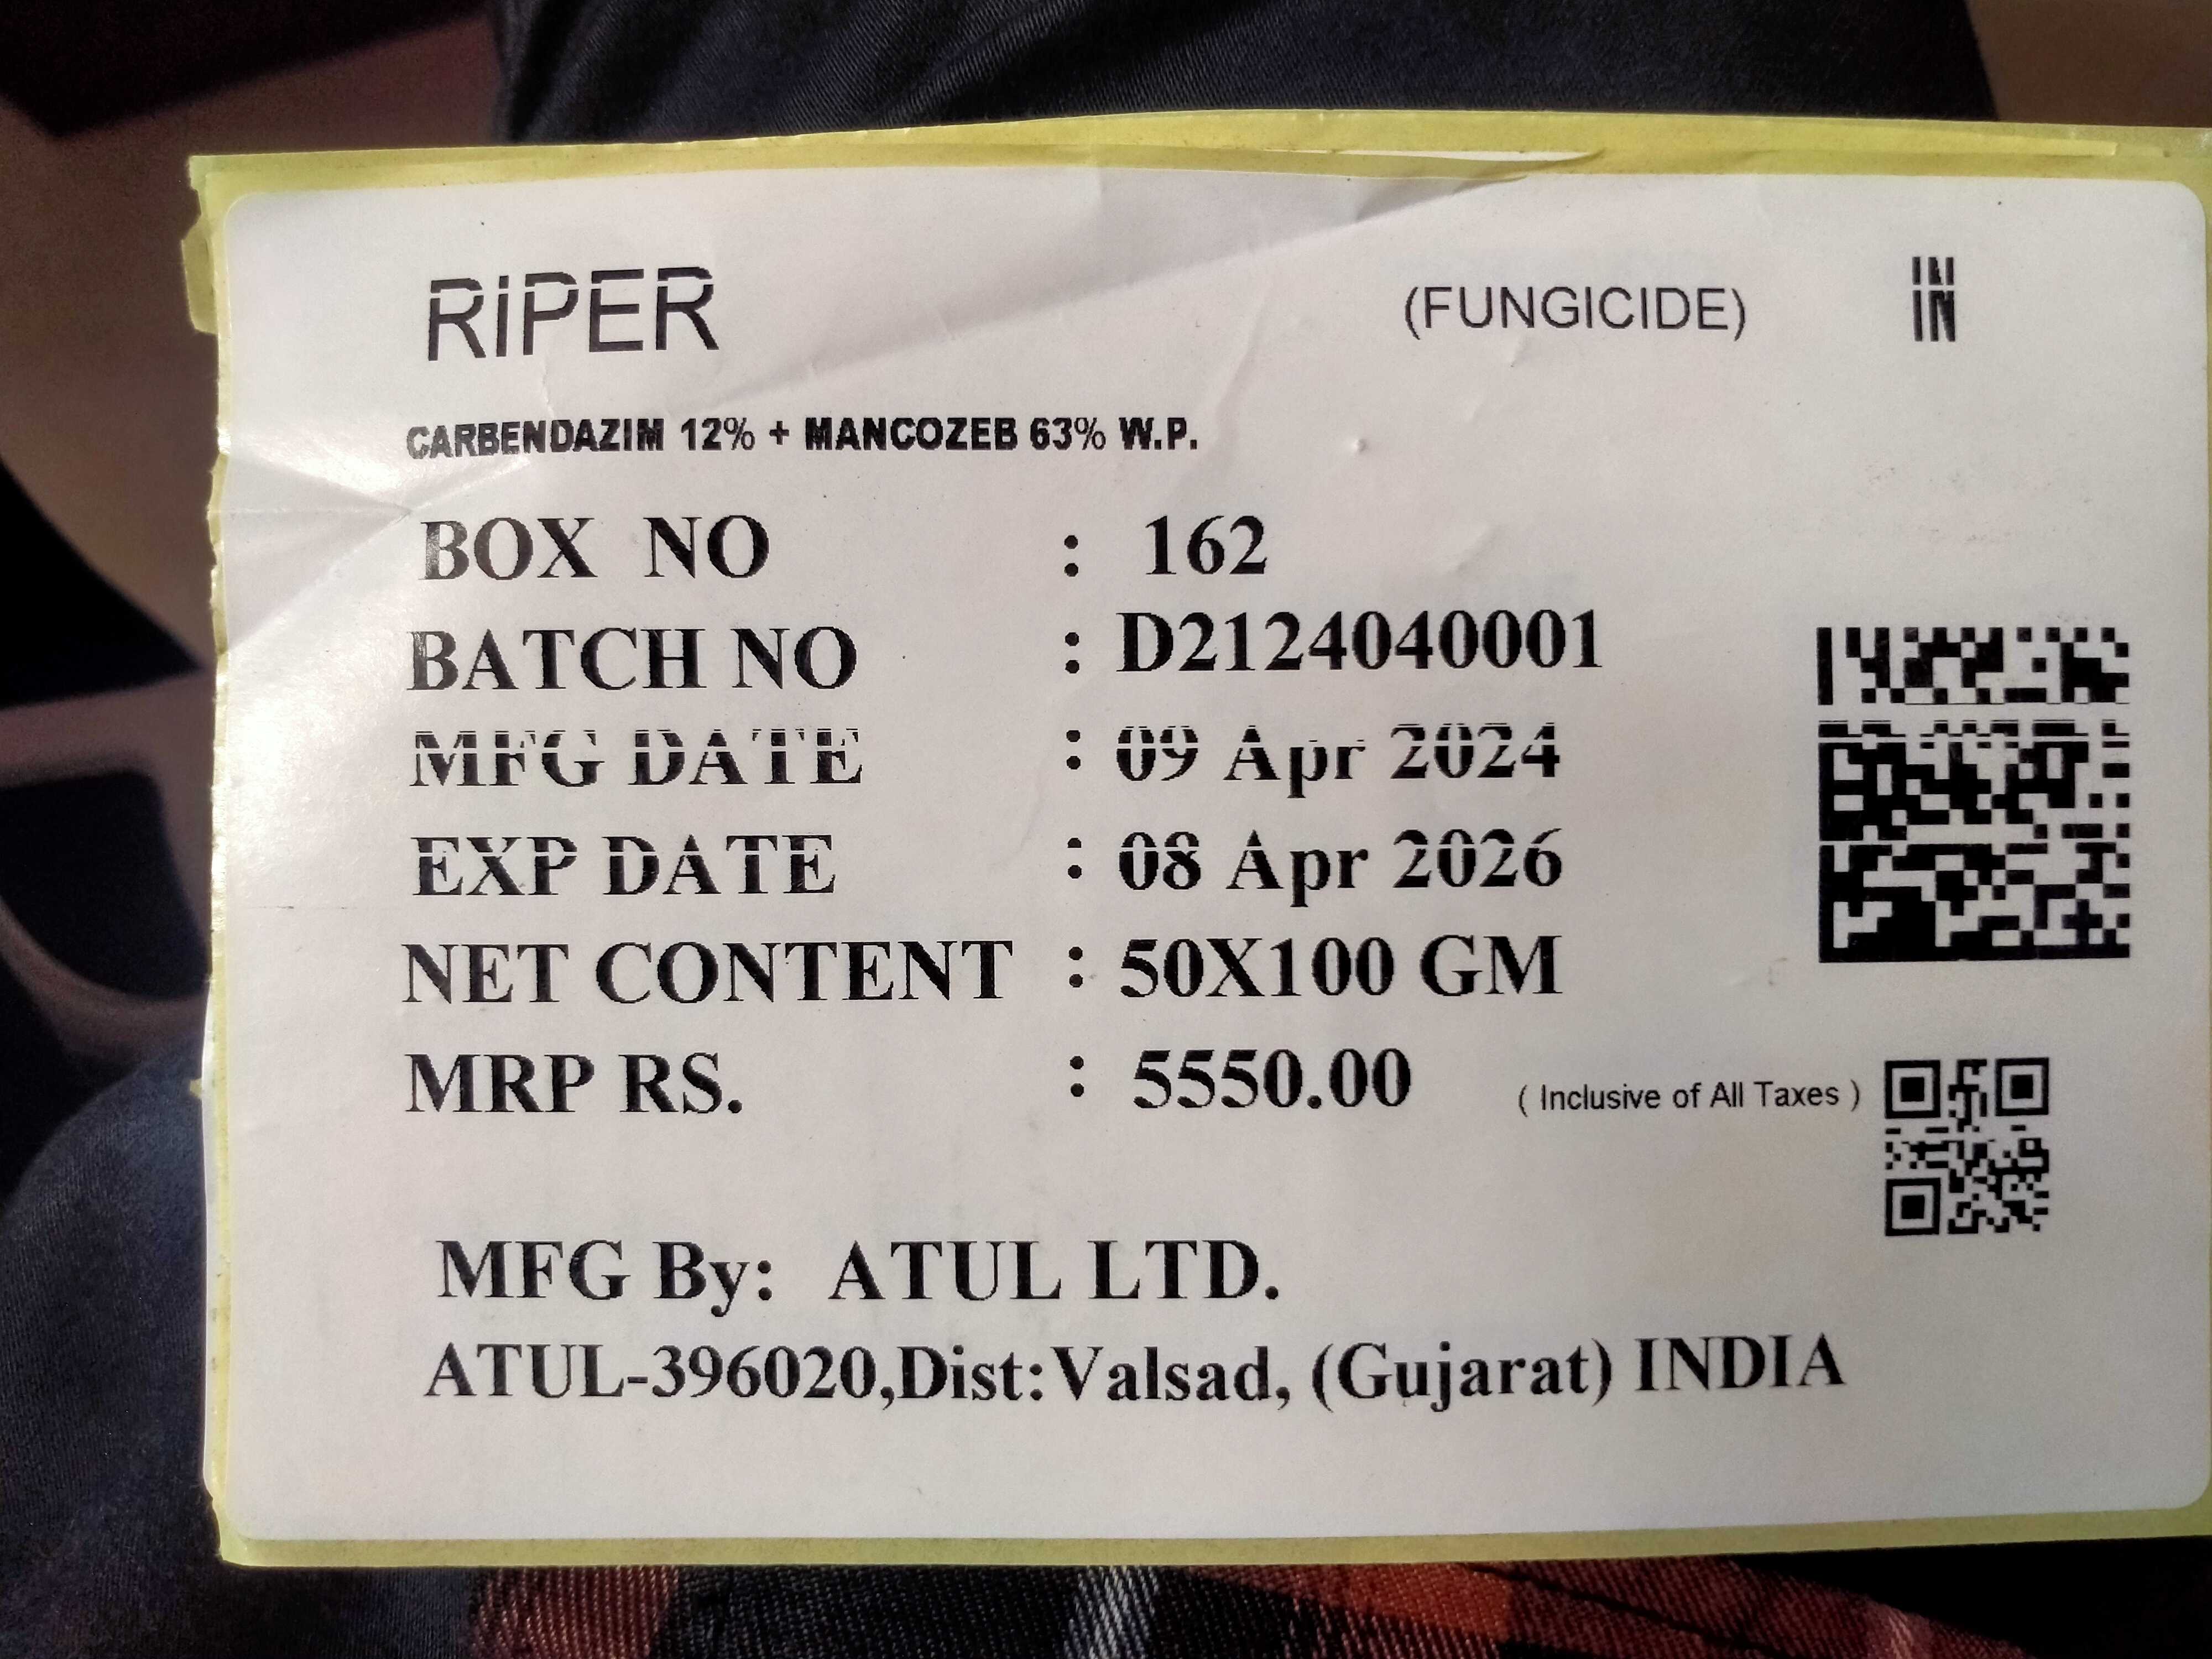 RiPER (FUNGICIDE) IN
CARBENDAZIM 12% + MANCOZEB 63% W.P.
BOX NO : 162
BATCH NO : D2124040001
MFG DATE : 09 Apr 2024
EXP DATE : 08 Apr 2026
NET CONTENT : 50X100 GM
MRP RS. : 5550.00 ( Inclusive of All Taxes )
MFG By: ATUL LTD.
ATUL-396020,Dist:Valsad, (Gujarat) INDIA